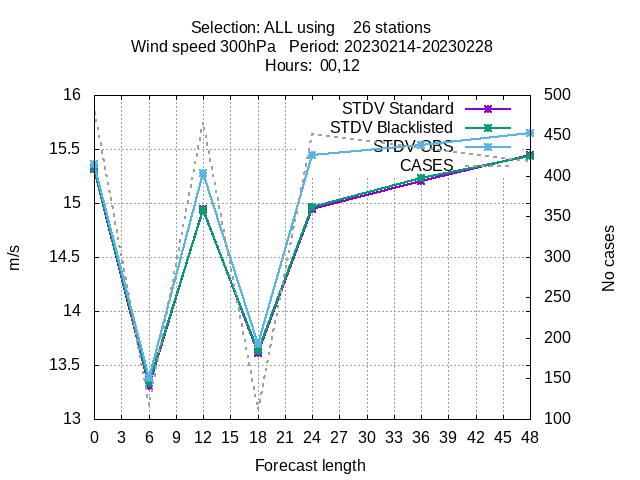 Selection: ALL using    26 stations
Wind speed 300hPa   Period: 20230214-20230228
Hours:  00,12
16 500
STDV Standard
STDV Blacklisted
15.5 450
STDV OBS
CASES
400
15 350
m/s
14.5 300
No cases
14 250
200
13.5 150
13 100
0 3 6 9 12 15 18 21 24 27 30 33 36 39 42 45 48
Forecast length